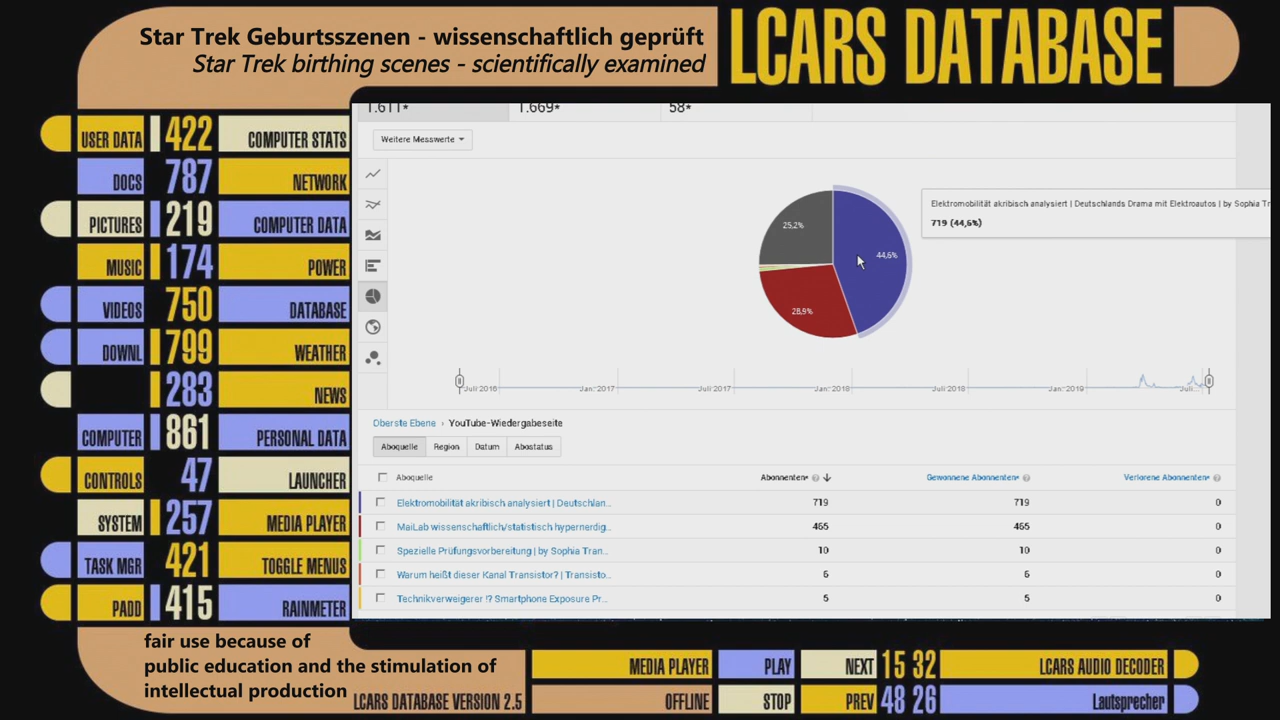 Star Trek Geburtsszenen - wissenschaftlich geprüft
Star Trek birthing scenes - scientifically examined
LCARS DATABASE
USER DATA 422 COMPUTER STATS
DOCS 787 NETWORK
PICTURES 219 COMPUTER DATA
MUSIC 174 POWER
VIDEOS 750 DATABASE
DOWNL 799 WEATHER
283 NEWS
COMPUTER 861 PERSONAL DATA
CONTROLS 47 LAUNCHER
SYSTEM 257 MEDIA PLAYER
TASK MGR 421 TOGGLE MENUS
PADD 415 RAINMETER
1.611* 1.669* 58*
Weitere Messwerte
25,2%
44,6%
28,9%
Elektromobilität akribisch analysiert | Deutschlands Drama mit Elektroautos | by Sophia Tr
719 (44,6%)
Juli 2016 Jan. 2017 Juli 2017 Jan. 2018 Juli 2018 Jan. 2019 Juli...
Oberste Ebene › YouTube-Wiedergabeseite
Aboquelle Region Datum Abostatus
Aboquelle Abonnenten* Gewonnene Abonnenten* Verlorene Abonnenten*
Elektromobilität akribisch analysiert | Deutschlan... 719 719 0
MaiLab wissenschaftlich/statistisch hypernerdig... 465 465 0
Spezielle Prüfungsvorbereitung | by Sophia Tran... 10 10 0
Warum heißt dieser Kanal Transistor? | Transisto... 6 6 0
Technikverweigerer !? Smartphone Exposure Pr... 5 5 0
fair use because of
public education and the stimulation of
intellectual production
LCARS DATABASE VERSION 2.5
MEDIA PLAYER PLAY NEXT 15 32 LCARS AUDIO DECODER
OFFLINE STOP PREV 48 26 Lautsprecher